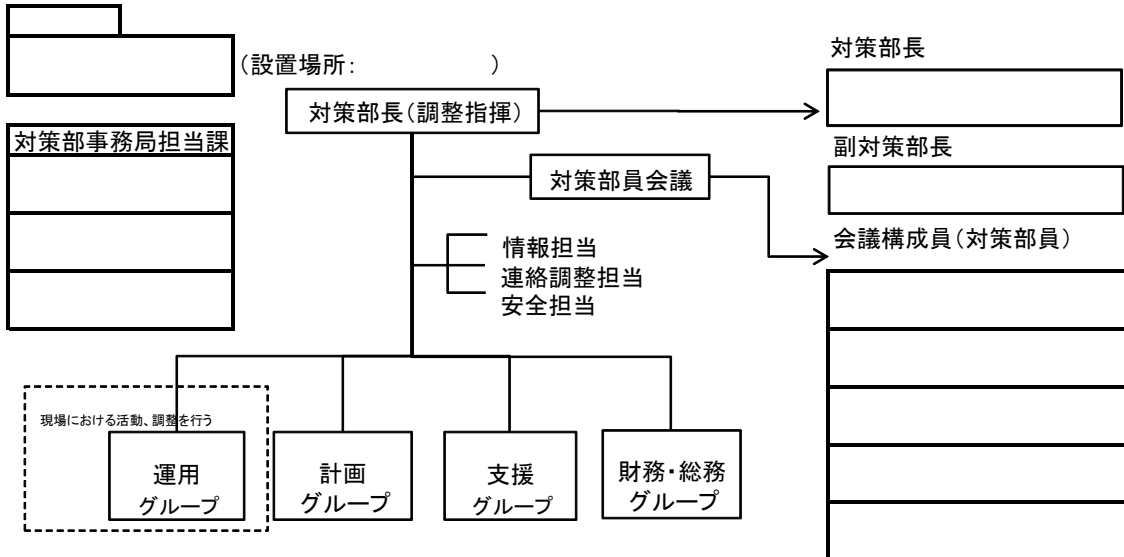 (設置場所: )
対策部長
対策部長(調整指揮)
対策部事務局担当課
副対策部長
対策部員会議
会議構成員(対策部員)
情報担当
連絡調整担当
安全担当
現場における活動、調整を行う
運用
グループ
計画
グループ
支援
グループ
財務・総務
グループ